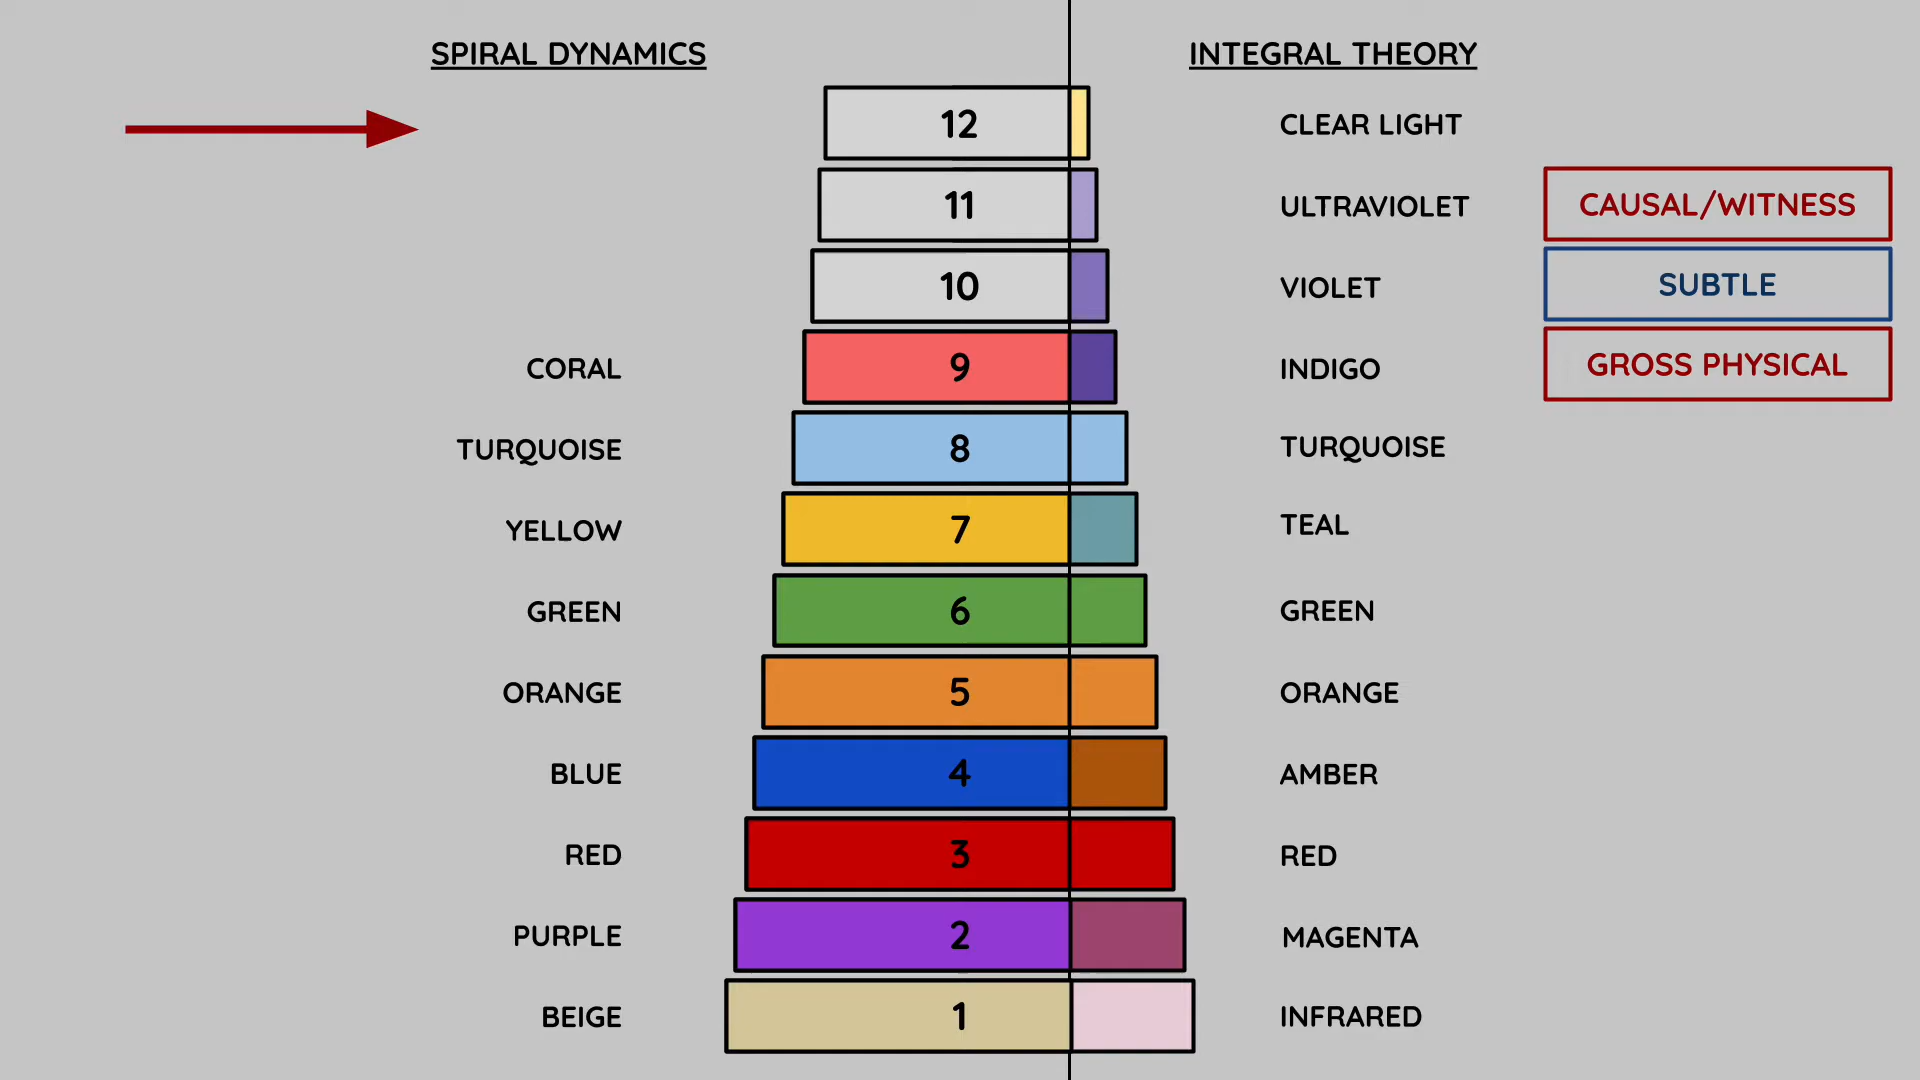 SPIRAL DYNAMICS
INTEGRAL THEORY
12
CLEAR LIGHT
11
ULTRAVIOLET
CAUSAL/WITNESS
10
VIOLET
SUBTLE
CORAL
9
INDIGO
GROSS PHYSICAL
TURQUOISE
8
TURQUOISE
YELLOW
7
TEAL
GREEN
6
GREEN
ORANGE
5
ORANGE
BLUE
4
AMBER
RED
3
RED
PURPLE
2
MAGENTA
BEIGE
1
INFRARED